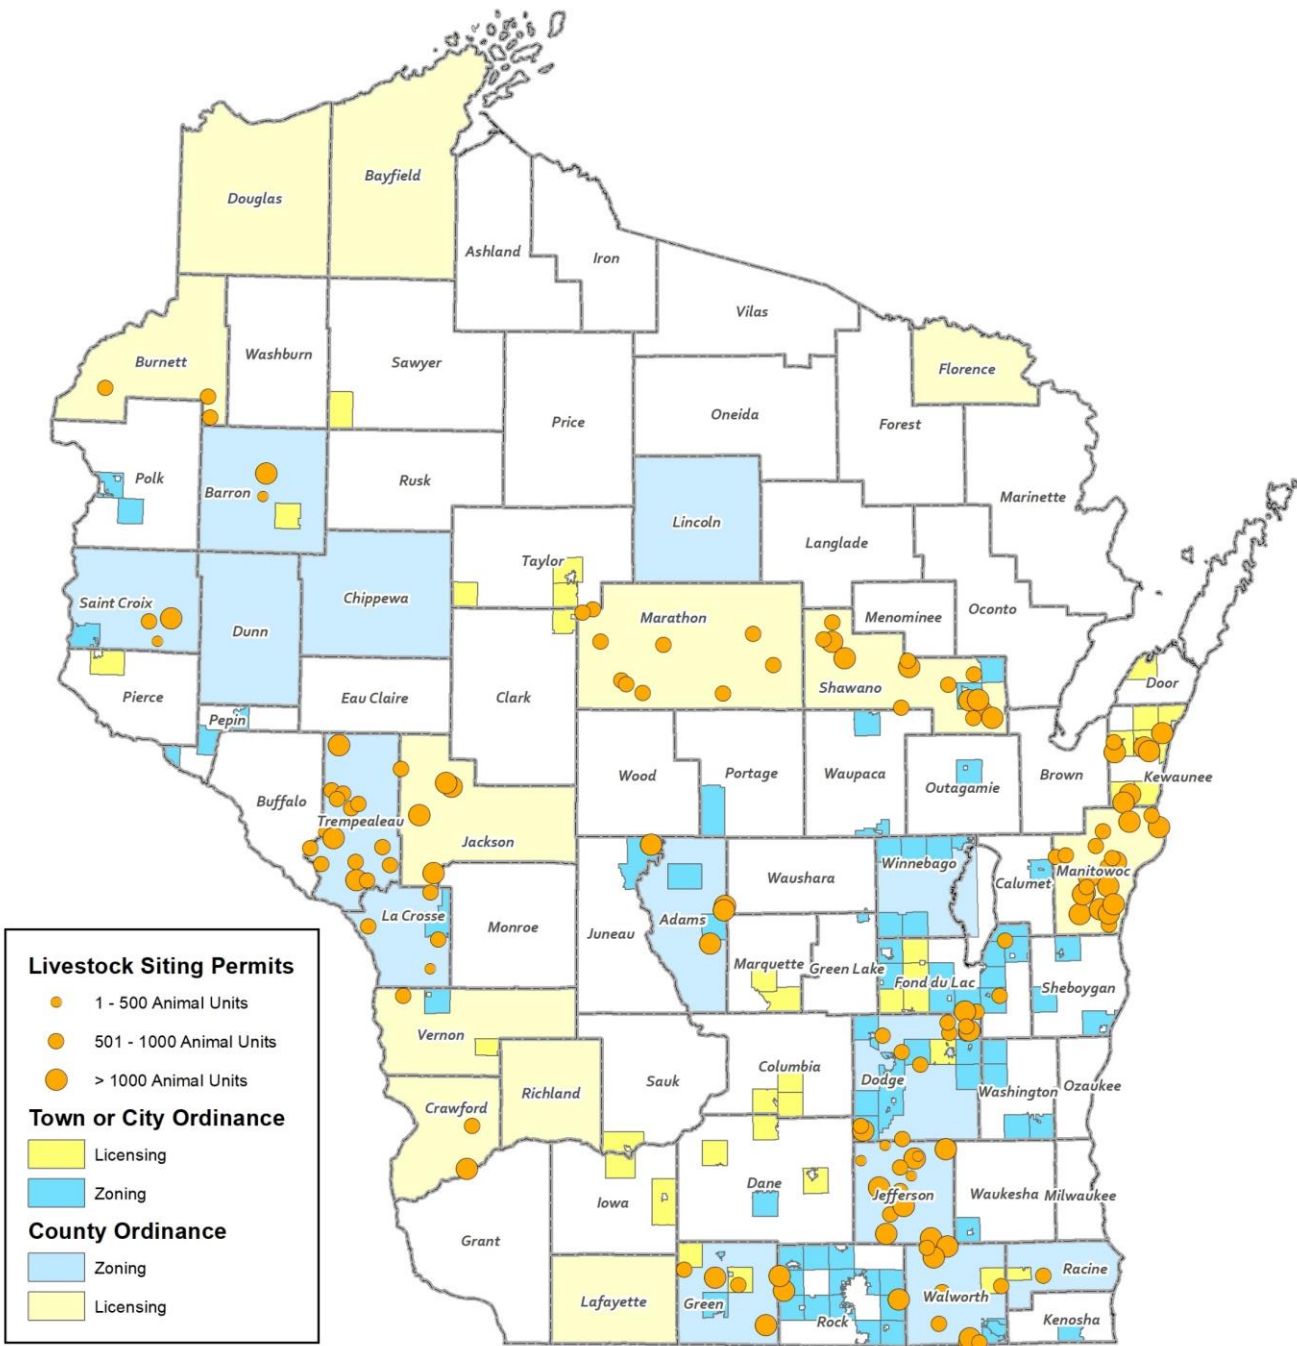 Bayfield
Douglas
Ashland
Iron
Vilas
Burnett
Washburn
Sawyer
Florence
Price
Oneida
Forest
Polk
Barron
Rusk
Marinette
Lincoln
Langlade
Taylor
Saint Croix
Chippewa
Dunn
Marathon
Menominee
Oconto
Pierce
Eau Claire
Clark
Shawano
Door
Pepin
Buffalo
Trempealeau
Wood
Portage
Waupaca
Outagamie
Brown
Kewaunee
Jackson
Waushara
Winnebago
Calumet
Manitowoc
La Crosse
Monroe
Juneau
Adams
Marquette
Green Lake
Fond du Lac
Sheboygan
Vernon
Richland
Sauk
Columbia
Dodge
Washington
Ozaukee
Crawford
Grant
Iowa
Dane
Jefferson
Waukesha
Milwaukee
Lafayette
Green
Rock
Walworth
Racine
Kenosha
Livestock Siting Permits
1 - 500 Animal Units
501 - 1000 Animal Units
> 1000 Animal Units
Town or City Ordinance
Licensing
Zoning
County Ordinance
Zoning
Licensing